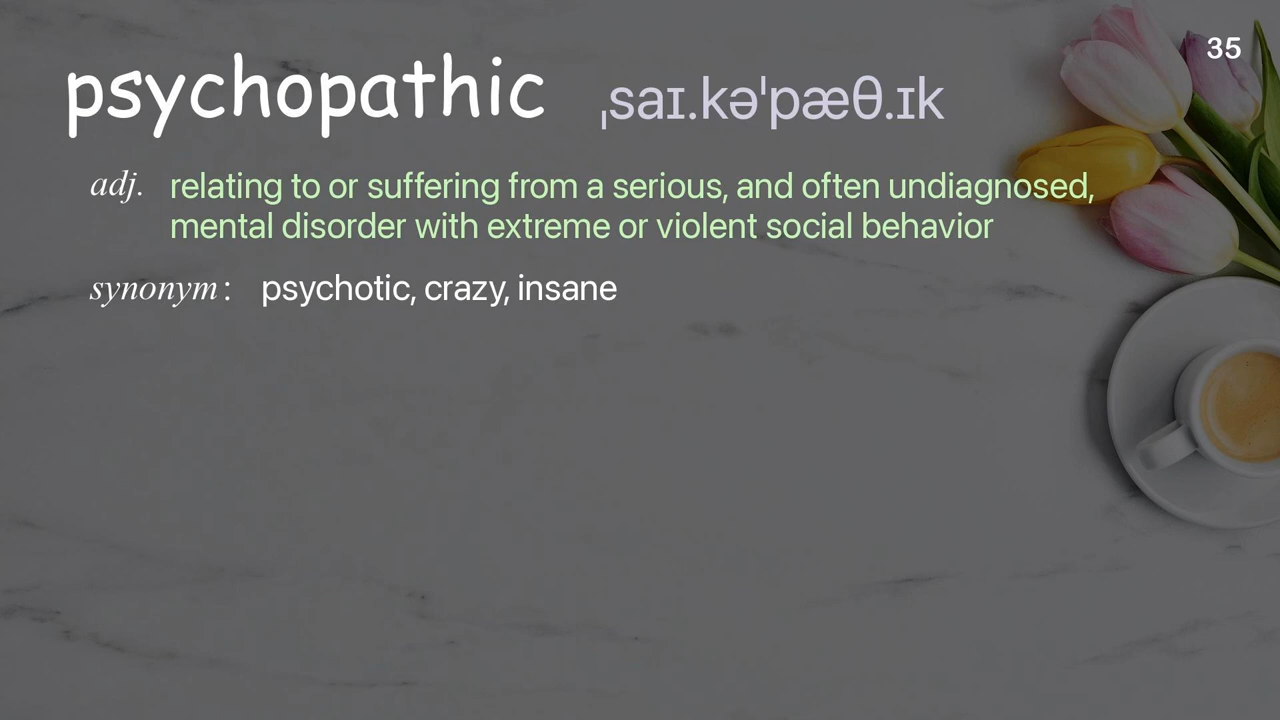 35
psychopathic ˌsaɪ.kəˈpæθ.ɪk
adj. relating to or suffering from a serious, and often undiagnosed,
mental disorder with extreme or violent social behavior
synonym : psychotic, crazy, insane